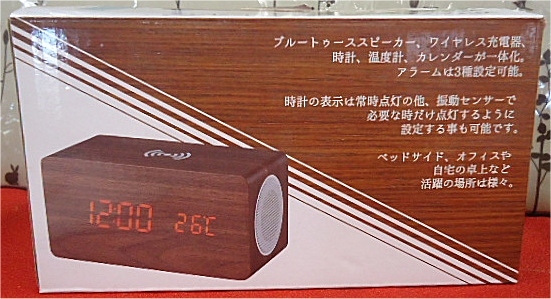 ブルートゥーススピーカー、ワイヤレス充電器、
時計、温度計、カレンダーが一体化。
アラームは3種設定可能。
時計の表示は常時点灯の他、振動センサーで
必要な時だけ点灯するように
設定する事も可能です。
ベッドサイド、オフィスや
自宅の卓上など
活躍の場所は様々。
12:00 26℃